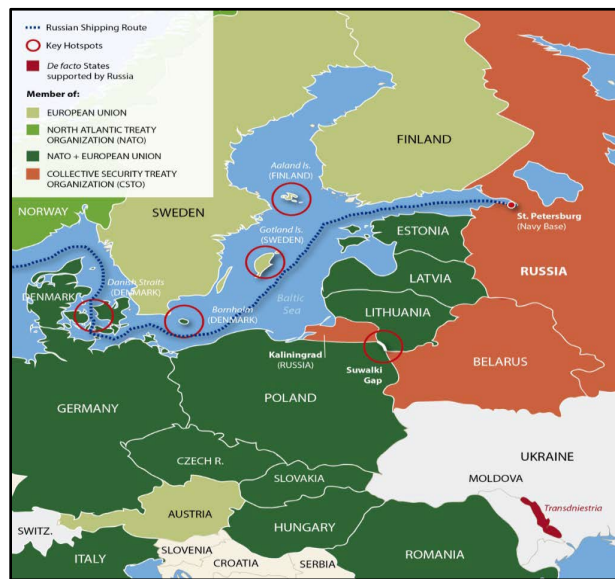 Russian Shipping Route
Key Hotspots
De facto States
supported by Russia
Member of:
EUROPEAN UNION
NORTH ATLANTIC TREATY
ORGANIZATION (NATO)
NATO + EUROPEAN UNION
COLLECTIVE SECURITY TREATY
ORGANIZATION (CSTO)
FINLAND
Aaland Is.
(FINLAND)
NORWAY
SWEDEN
St. Petersburg
(Navy Base)
Gotland Is.
(SWEDEN)
ESTONIA
RUSSIA
LATVIA
Danish Straits
(DENMARK)
DENMARK
Bornholm
(DENMARK)
Baltic
Sea
LITHUANIA
Kaliningrad
(RUSSIA)
Suwalki
Gap
BELARUS
GERMANY
POLAND
UKRAINE
CZECH R.
SLOVAKIA
MOLDOVA
Transdniestria
AUSTRIA
HUNGARY
SWITZ.
SLOVENIA
ITALY
CROATIA
SERBIA
ROMANIA